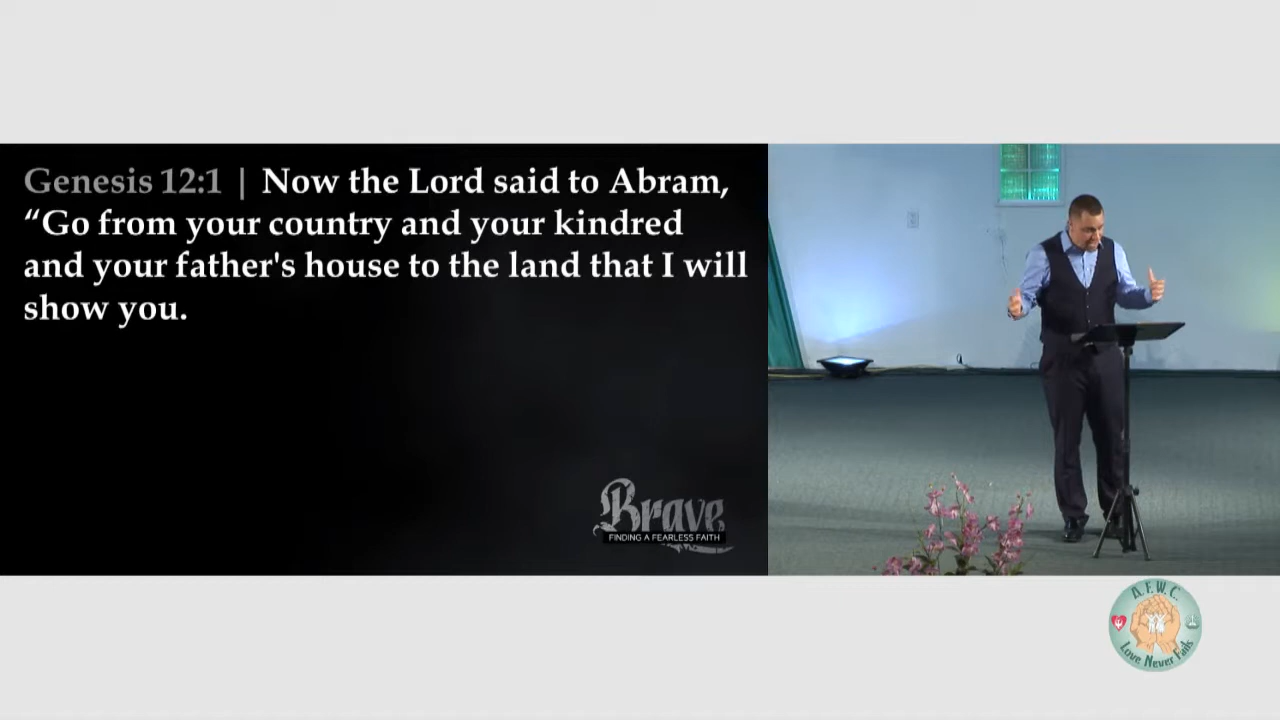 Genesis 12:1 | Now the Lord said to Abram,
“Go from your country and your kindred
and your father's house to the land that I will
show you.
Brave
FINDING A FEARLESS FAITH
A.F.W.C.
Love Never Fails